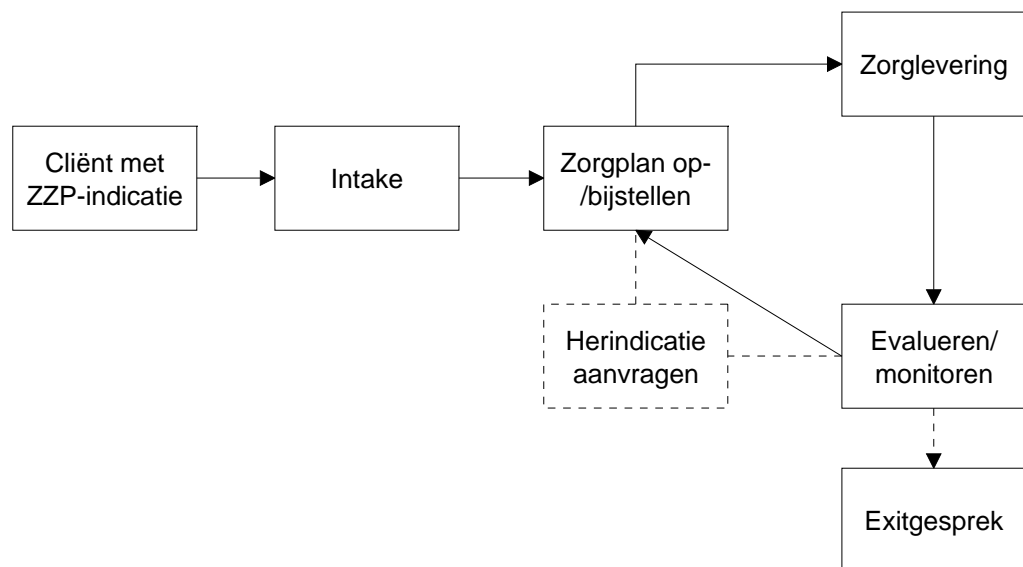 Zorglevering
Cliënt met
ZZP-indicatie
Intake
Zorgplan op-
/bijstellen
Herindicatie
aanvragen
Evalueren/
monitoren
Exitgesprek